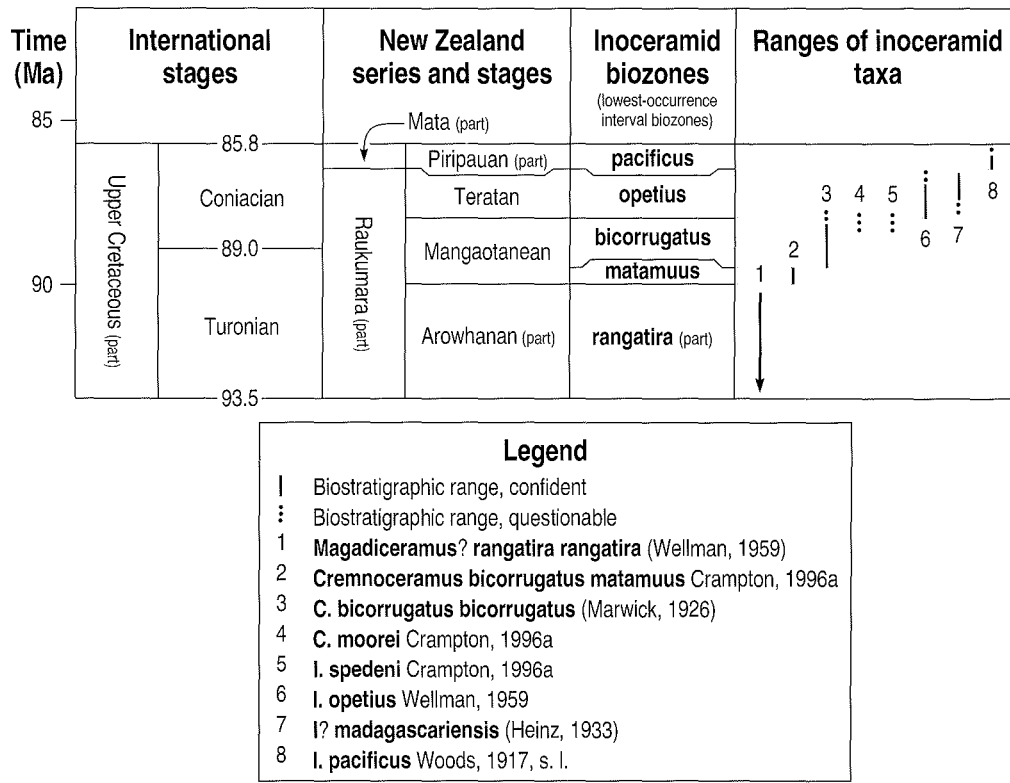 Time
(Ma)
International
stages
New Zealand
series and stages
Inoceramid
biozones
(lowest-occurrence
interval biozones)
Ranges of inoceramid
taxa
85
90
Upper Cretaceous (part)
85.8
Coniacian
89.0
Turonian
93.5
Mata (part)
Raukumara (part)
Piripauan (part)
Teratan
Mangaotanean
Arowhanan (part)
pacificus
opetius
bicorrugatus
matamuus
rangatira (part)
1
2
3
4
5
6
7
8
Legend
Biostratigraphic range, confident
Biostratigraphic range, questionable
1 Magadiceramus? rangatira rangatira (Wellman, 1959)
2 Cremnoceramus bicorrugatus matamuus Crampton, 1996a
3 C. bicorrugatus bicorrugatus (Marwick, 1926)
4 C. moorei Crampton, 1996a
5 I. spedeni Crampton, 1996a
6 I. opetius Wellman, 1959
7 I? madagascariensis (Heinz, 1933)
8 I. pacificus Woods, 1917, s. l.